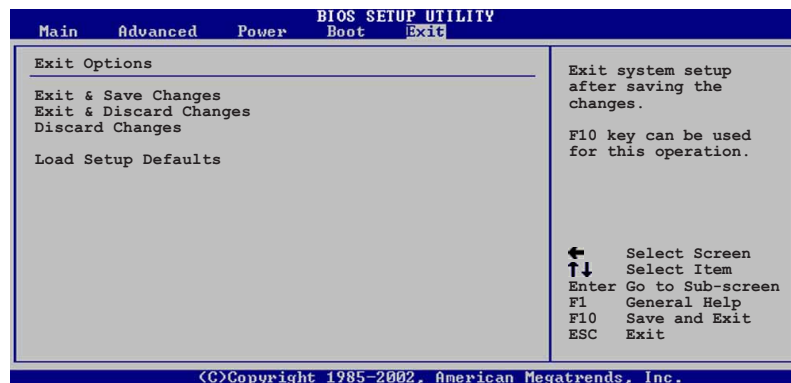 BIOS SETUP UTILITY
Main Advanced Power Boot Exit
Exit Options
Exit & Save Changes
Exit & Discard Changes
Discard Changes
Load Setup Defaults
Exit system setup
after saving the
changes.
F10 key can be used
for this operation.
← Select Screen
↑↓ Select Item
Enter Go to Sub-screen
F1 General Help
F10 Save and Exit
ESC Exit
(C)Copyright 1985-2002, American Megatrends, Inc.